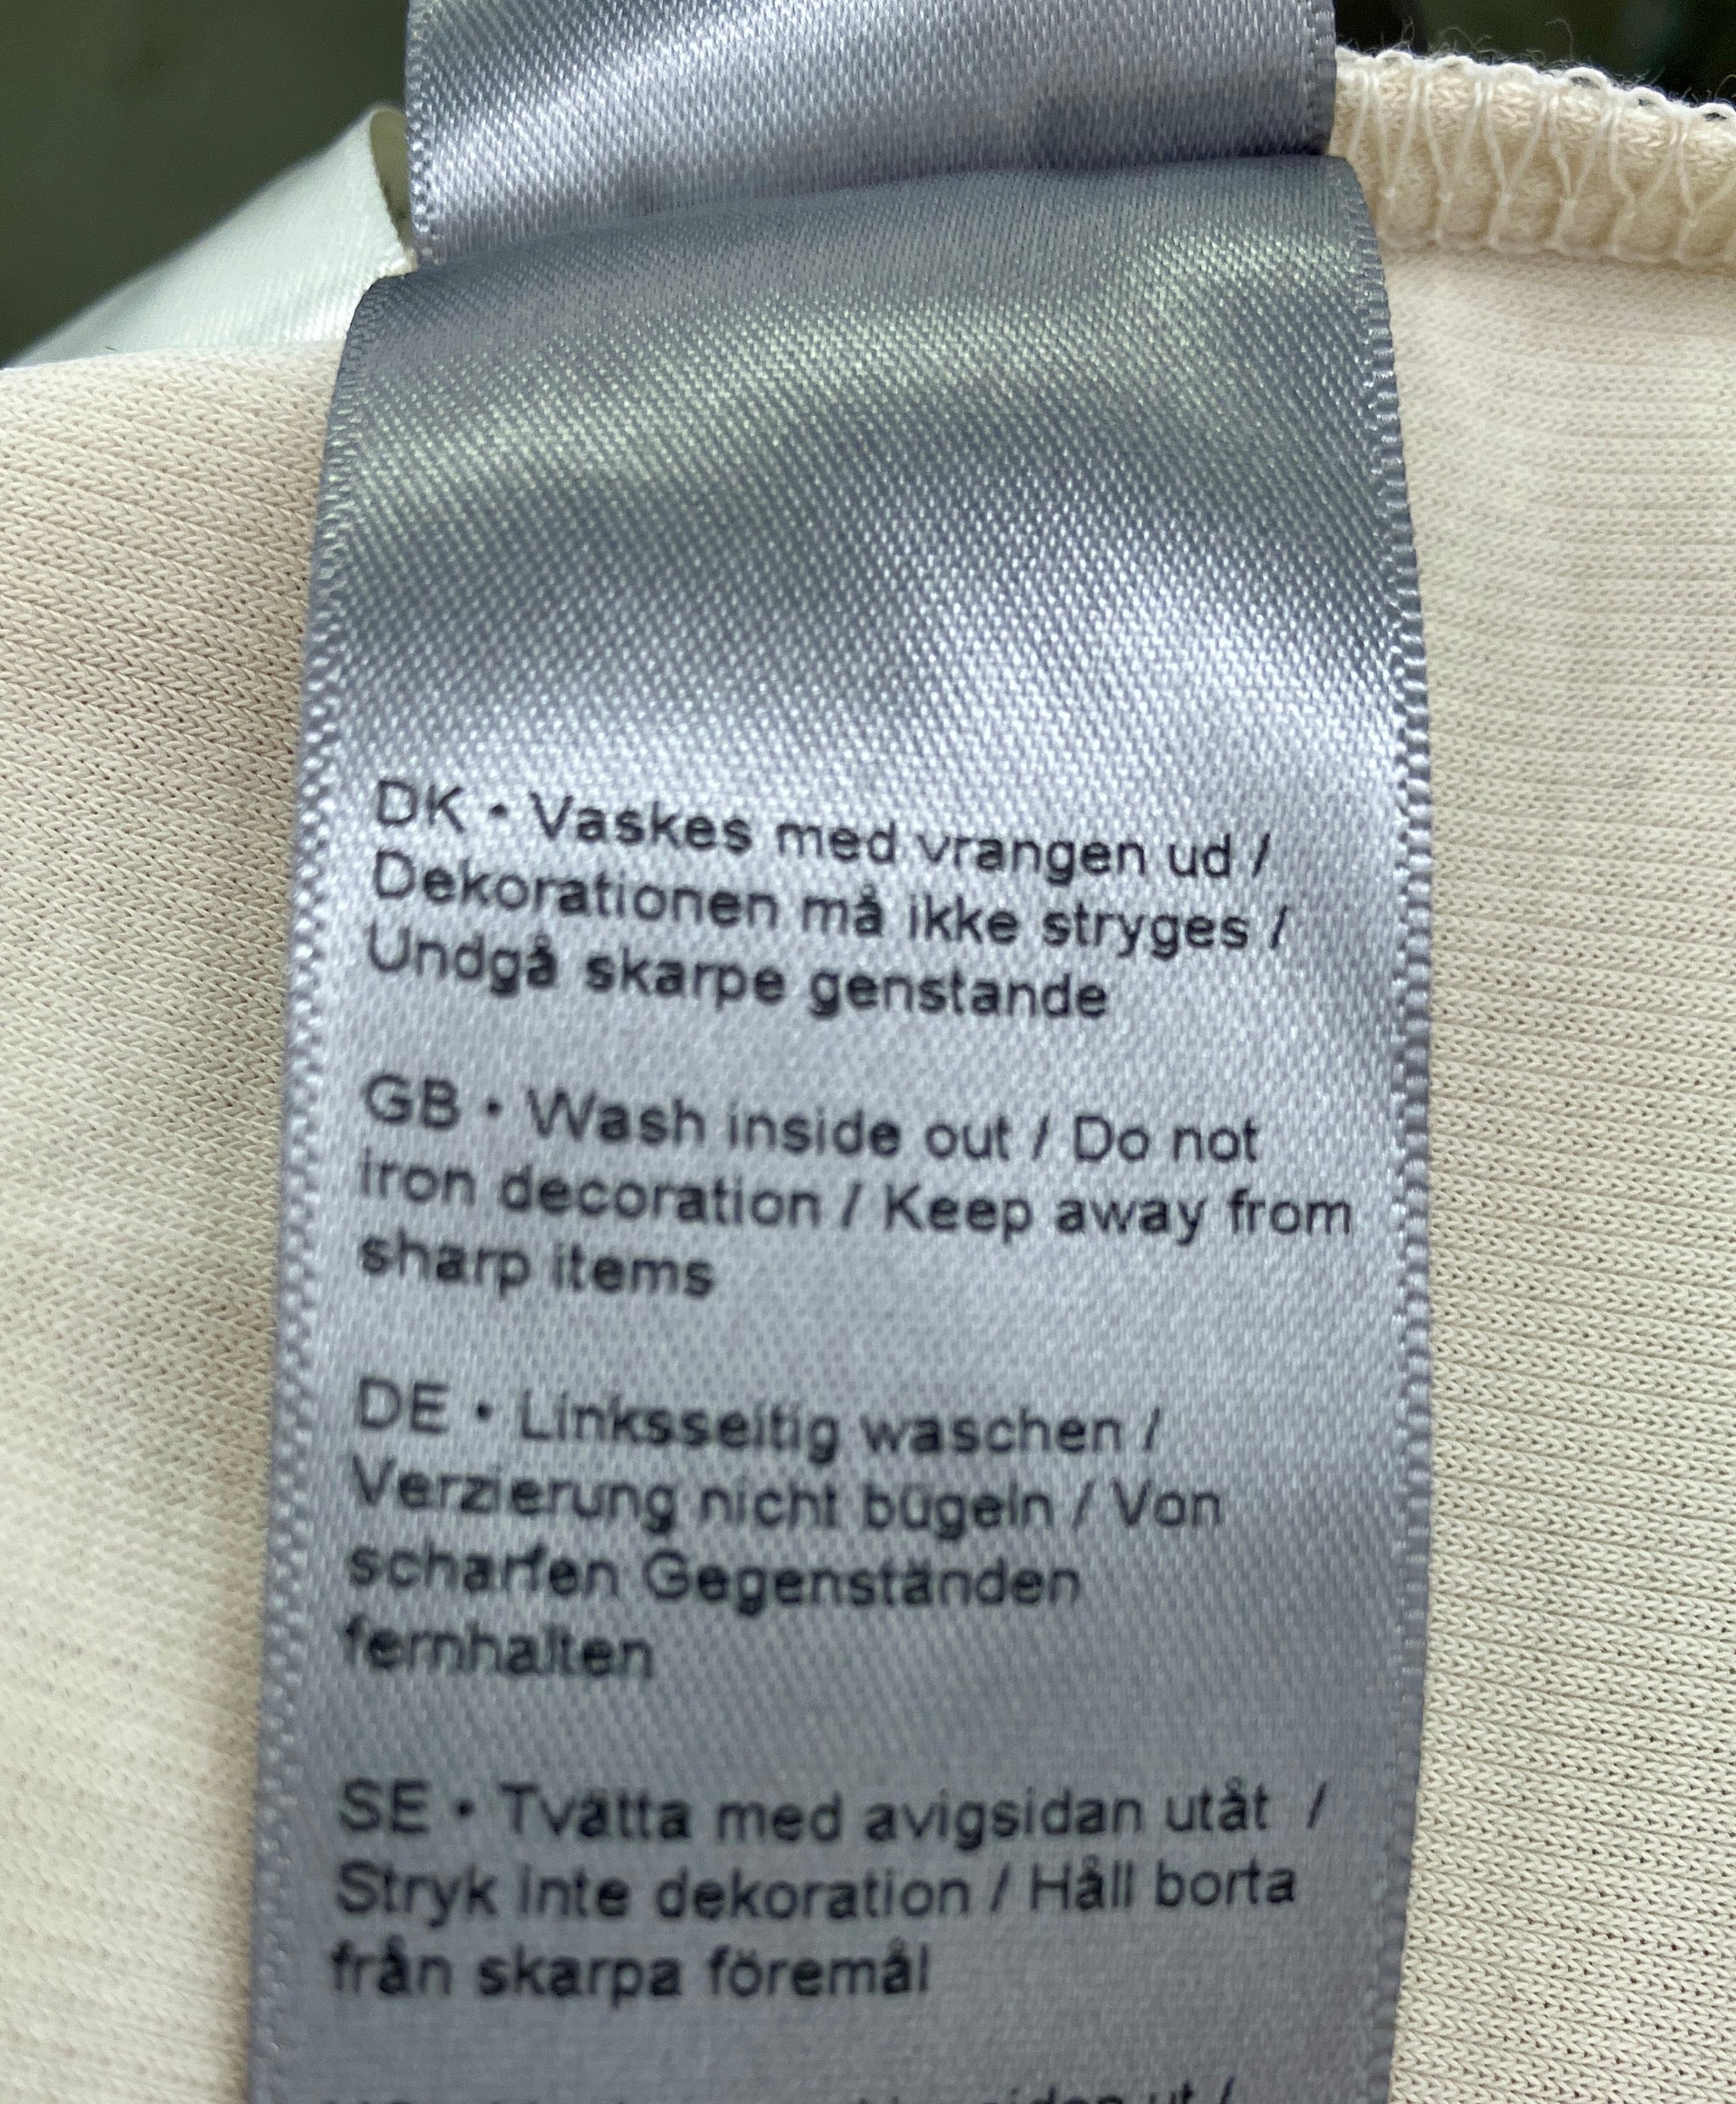 DK • Vaskes med vrangen ud /
Dekorationen må ikke stryges /
Undgå skarpe genstande
GB • Wash inside out / Do not
iron decoration / Keep away from
sharp items
DE • Linksseitig waschen /
Verzierung nicht bügeln / Von
scharfen Gegenständen
fernhalten
SE • Tvätta med avigsidan utåt /
Stryk inte dekoration / Håll borta
från skarpa föremål
ut /